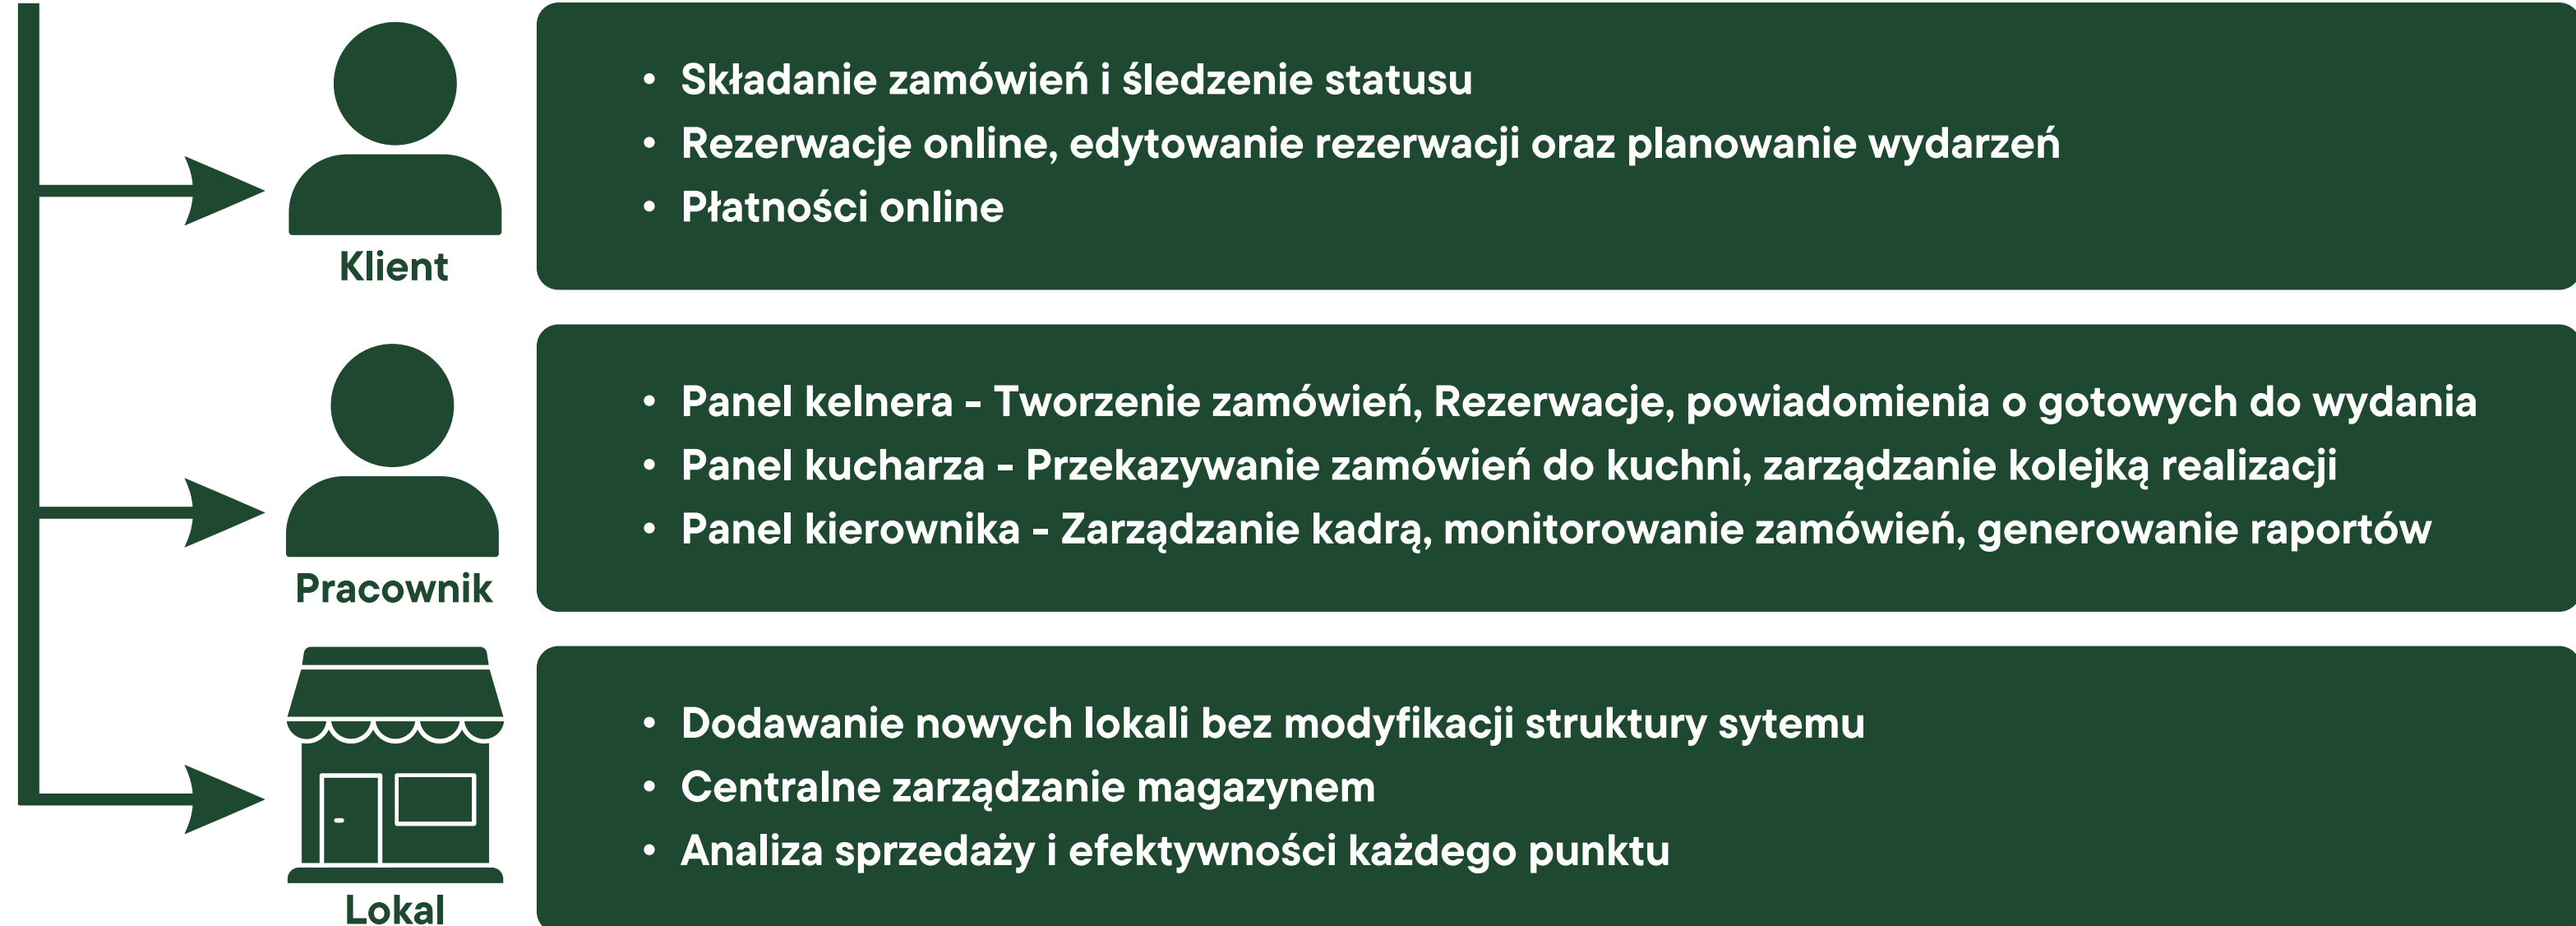 • Składanie zamówień i śledzenie statusu
• Rezerwacje online, edytowanie rezerwacji oraz planowanie wydarzeń
• Płatności online
Klient
• Panel kelnera - Tworzenie zamówień, Rezerwacje, powiadomienia o gotowych do wydania
• Panel kucharza - Przekazywanie zamówień do kuchni, zarządzanie kolejką realizacji
• Panel kierownika - Zarządzanie kadrą, monitorowanie zamówień, generowanie raportów
Pracownik
• Dodawanie nowych lokali bez modyfikacji struktury sytemu
• Centralne zarządzanie magazynem
• Analiza sprzedaży i efektywności każdego punktu
Lokal